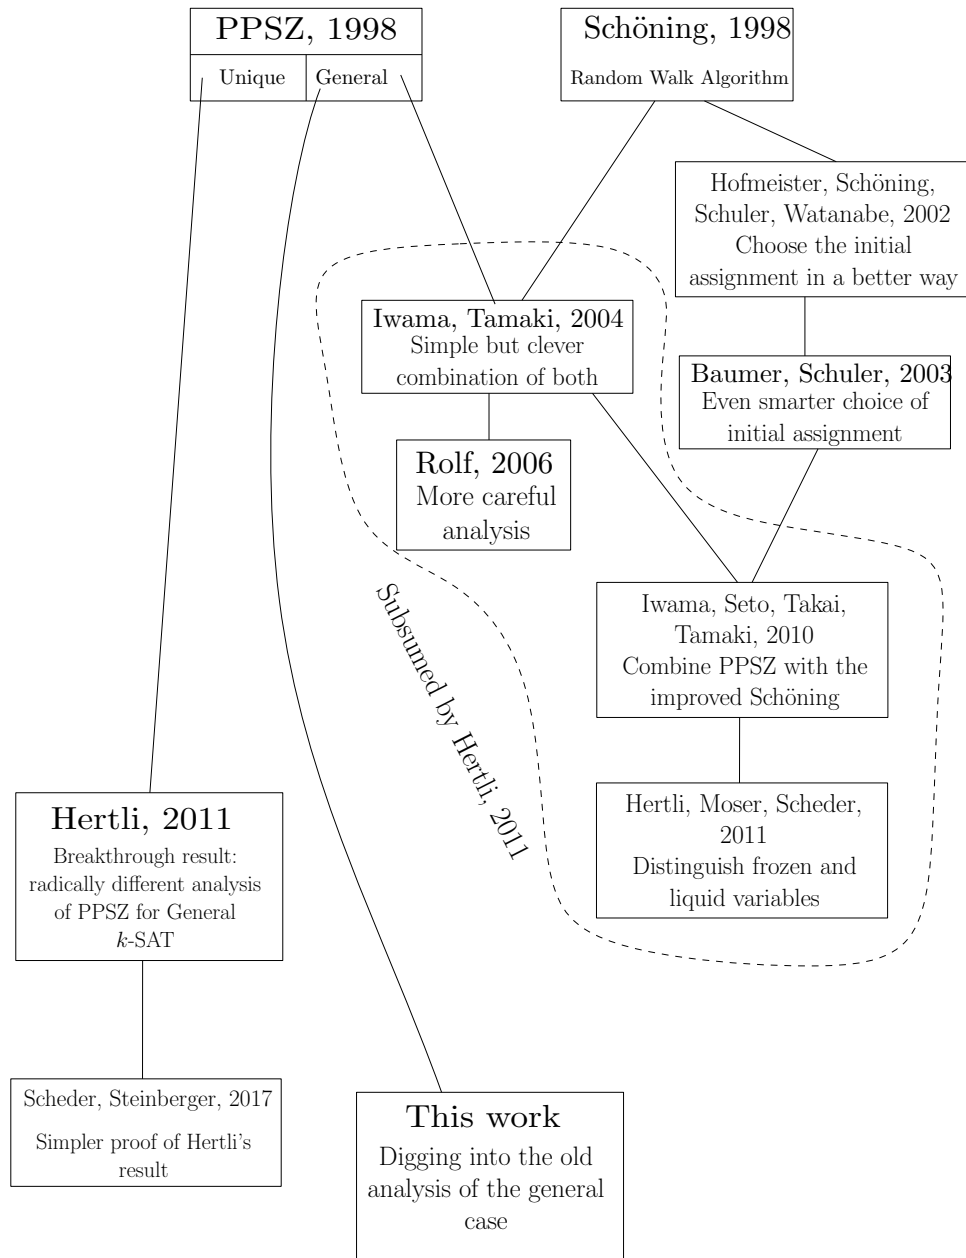 PPSZ, 1998
Unique
General
Schöning, 1998
Random Walk Algorithm
Hofmeister, Schöning,
Schuler, Watanabe, 2002
Choose the initial
assignment in a better way
Iwama, Tamaki, 2004
Simple but clever
combination of both
Baumer, Schuler, 2003
Even smarter choice of
initial assignment
Rolf, 2006
More careful
analysis
Subsumed by Hertli, 2011
Iwama, Seto, Takai,
Tamaki, 2010
Combine PPSZ with the
improved Schöning
Hertli, Moser, Scheder,
2011
Distinguish frozen and
liquid variables
Hertli, 2011
Breakthrough result:
radically different analysis
of PPSZ for General
k-SAT
Scheder, Steinberger, 2017
Simpler proof of Hertli's
result
This work
Digging into the old
analysis of the general
case